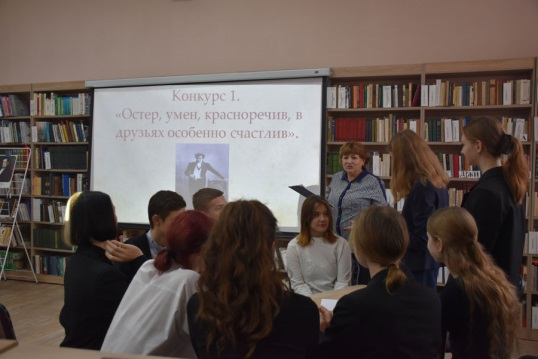 Конкурс 1.
«Остер, умен, красноречив, в
друзьях особенно счастлив».